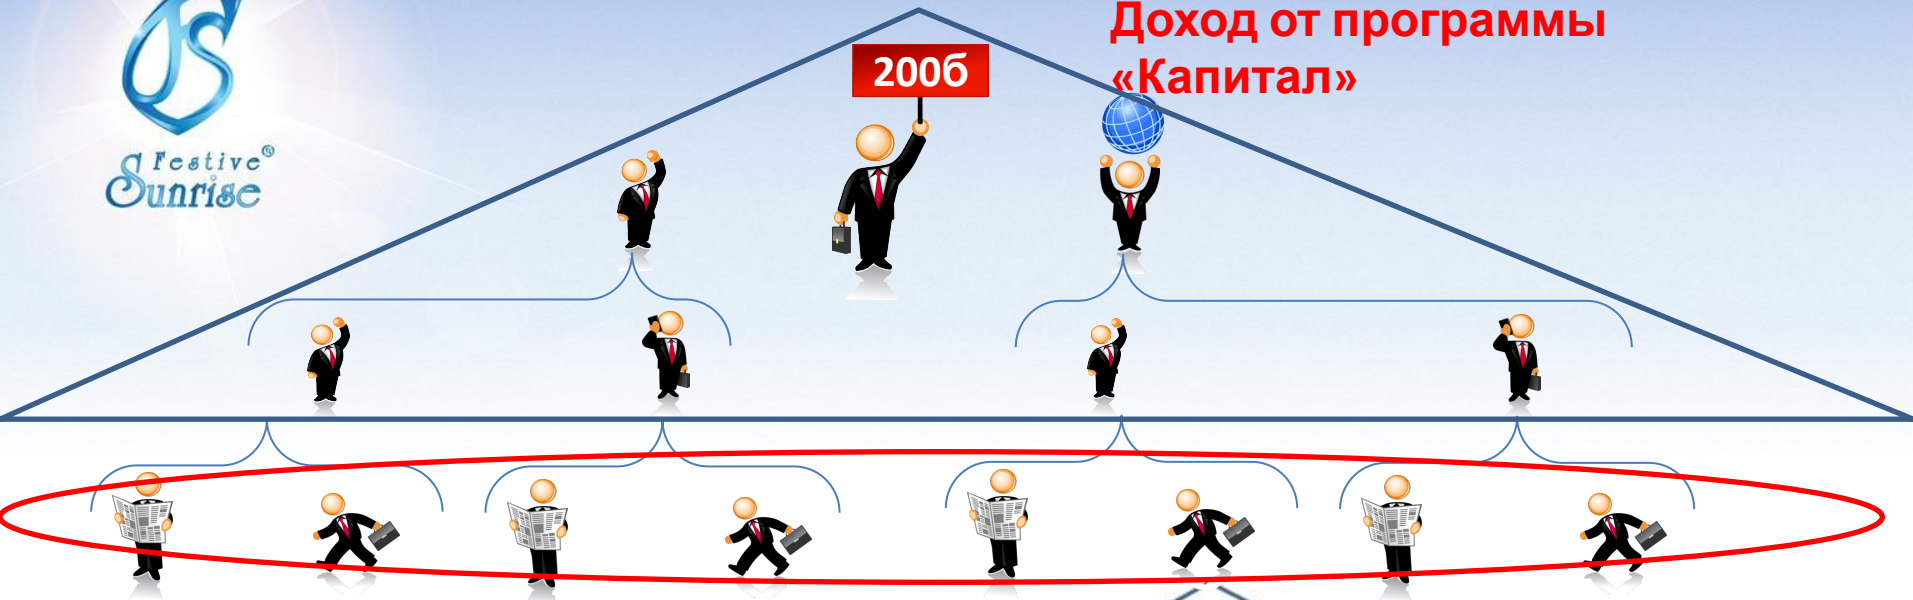 Доход от программы
«Капитал»
200б
Festive®
Sunrise